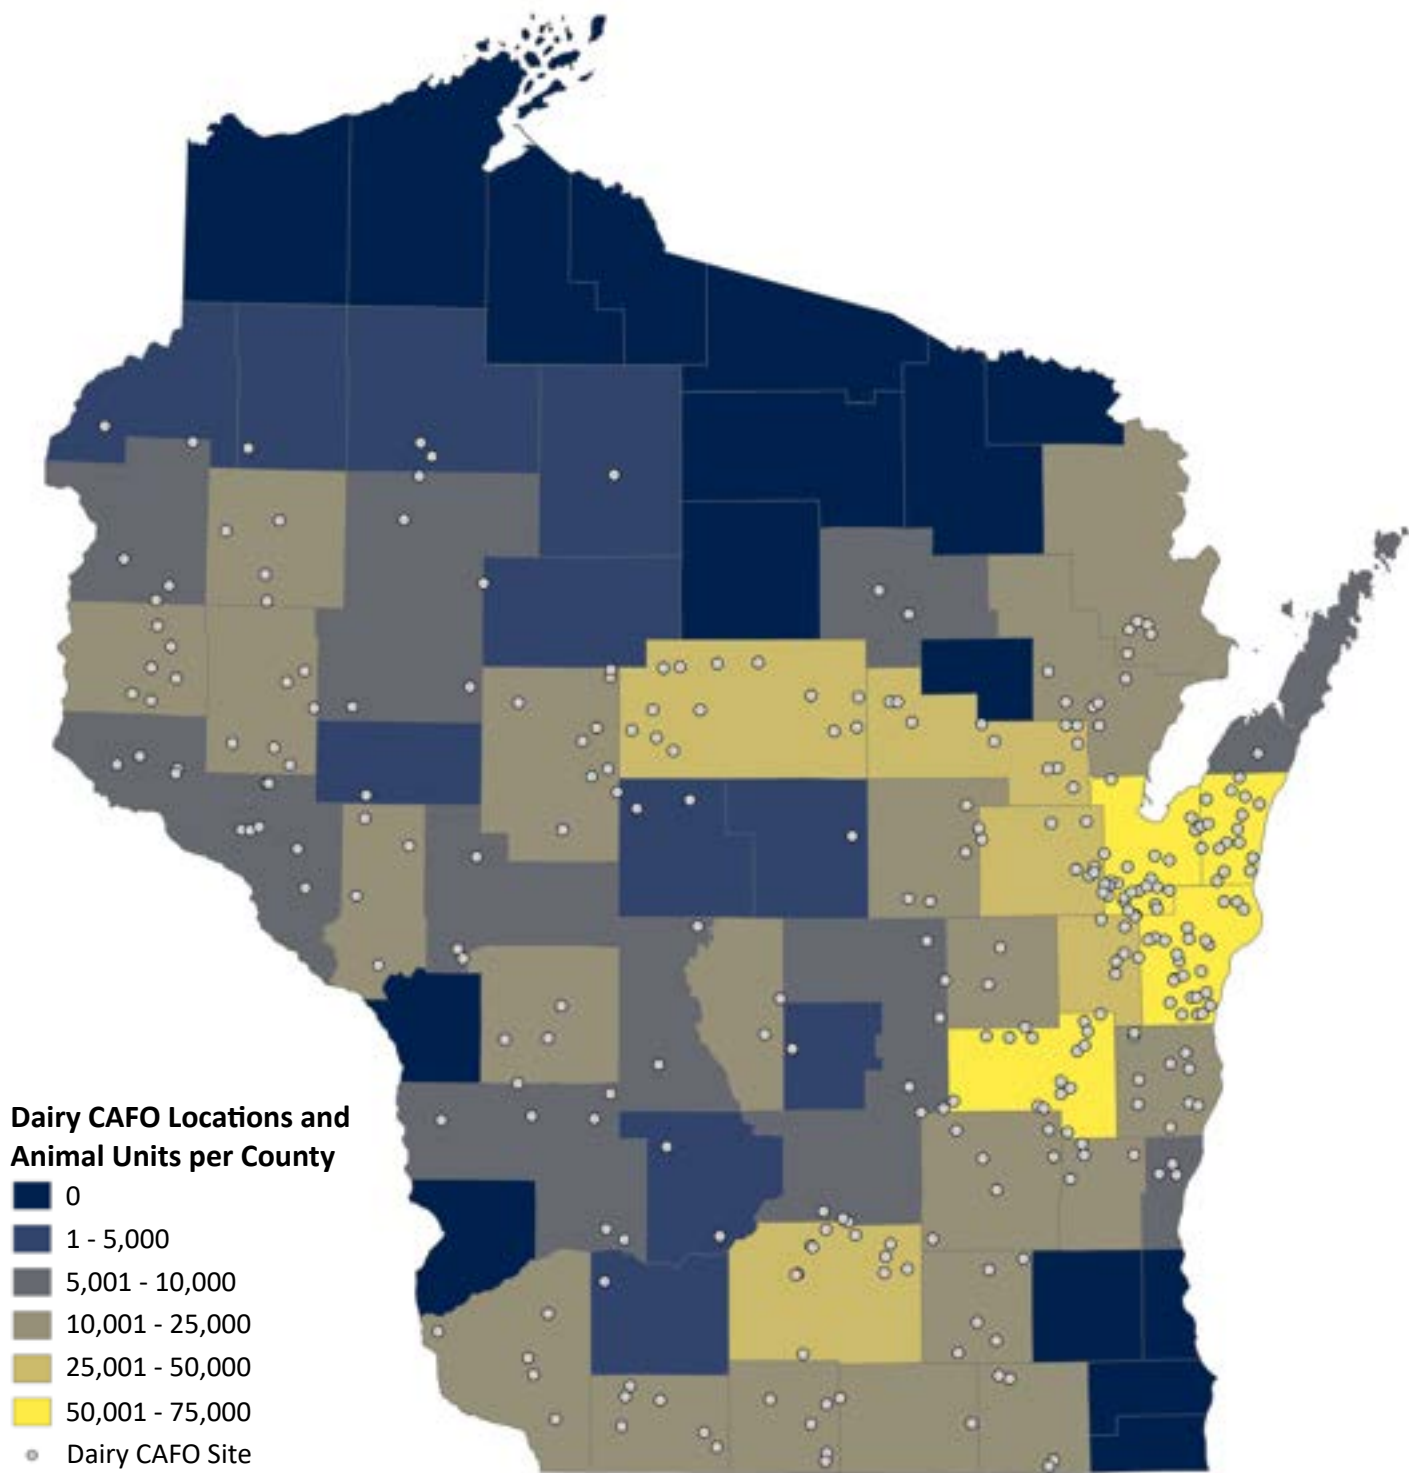 Dairy CAFO Locations and
Animal Units per County
0
1 - 5,000
5,001 - 10,000
10,001 - 25,000
25,001 - 50,000
50,001 - 75,000
Dairy CAFO Site